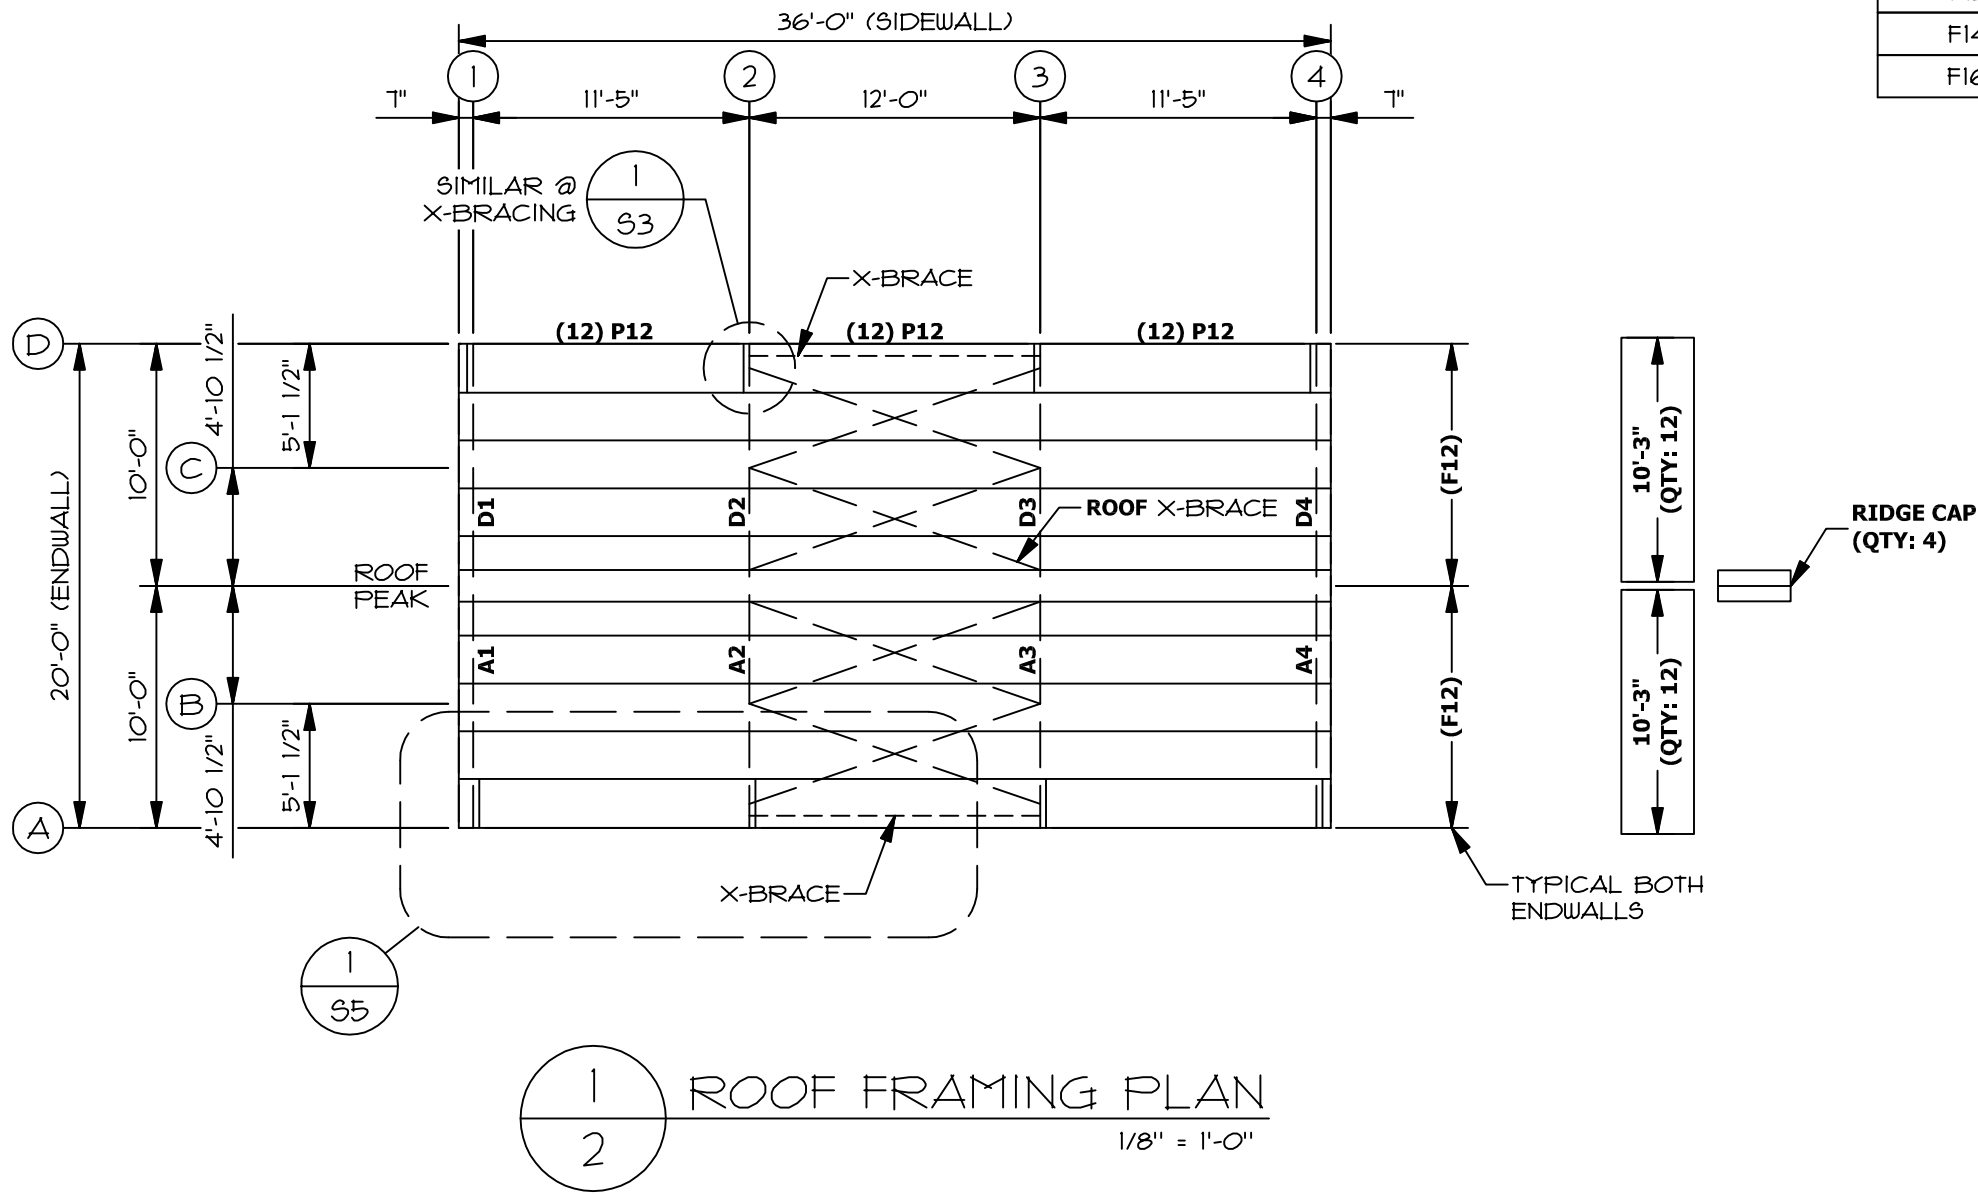 36'-0" (SIDEWALL)
F14
F16
1
2
3
4
7"
11'-5"
12'-0"
11'-5"
7"
SIMILAR @
X-BRACING
1
S3
X-BRACE
(12) P12
(12) P12
(12) P12
D
C
B
A
20'-0" (ENDWALL)
10'-0"
10'-0"
4'-10 1/2"
4'-10 1/2"
5'-1 1/2"
5'-1 1/2"
ROOF
PEAK
D1
D2
D3
D4
ROOF X-BRACE
A1
A2
A3
A4
(F12)
(F12)
10'-3"
(QTY: 12)
10'-3"
(QTY: 12)
RIDGE CAP
(QTY: 4)
X-BRACE
TYPICAL BOTH
ENDWALLS
1
S5
1
2
ROOF FRAMING PLAN
1/8" = 1'-0"